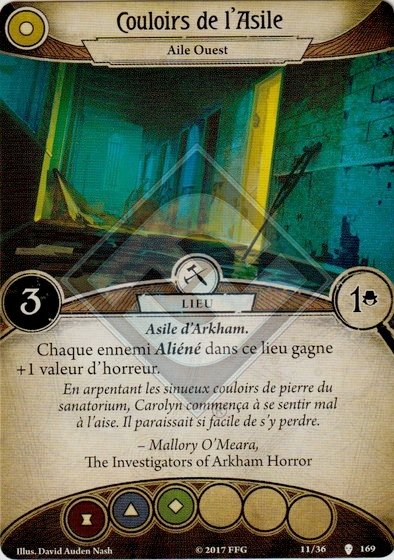 Couloirs de l'Asile
Aile Ouest
3
LIEU
1
Asile d'Arkham.
Chaque ennemi Aliéné dans ce lieu gagne
+1 valeur d'horreur.
En arpentant les sinueux couloirs de pierre du
sanatorium, Carolyn commença à se sentir mal
à l'aise. Il paraissait si facile de s'y perdre.
– Mallory O'Meara,
The Investigators of Arkham Horror
Illus. David Auden Nash
© 2017 FFG
11/36
169